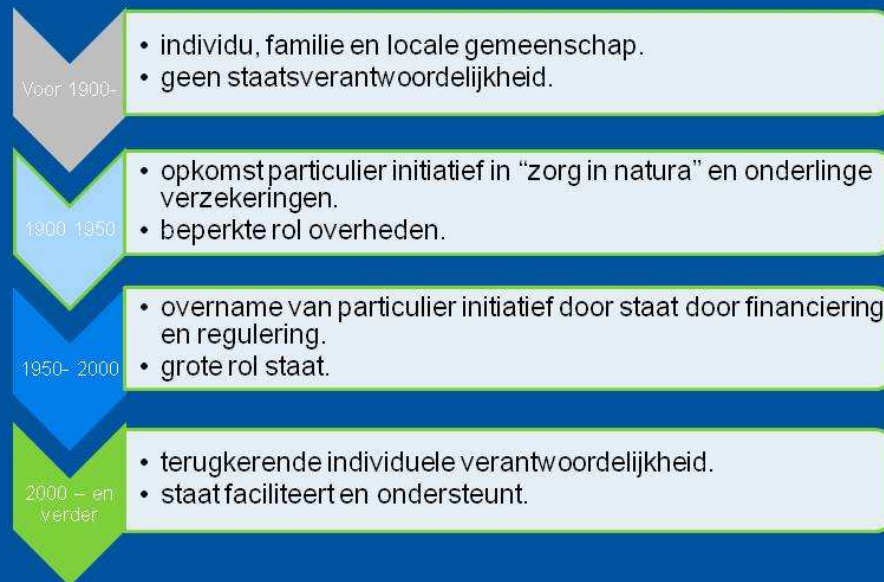 Voor 1900-
• individu, familie en locale gemeenschap.
• geen staatsverantwoordelijkheid.
1900 1950
• opkomst particulier initiatief in “zorg in natura” en onderlinge
verzekeringen.
• beperkte rol overheden.
1950- 2000
• overname van particulier initiatief door staat door financiering
en regulering.
• grote rol staat.
2000 – en
verder
• terugkerende individuele verantwoordelijkheid.
• staat faciliteert en ondersteunt.